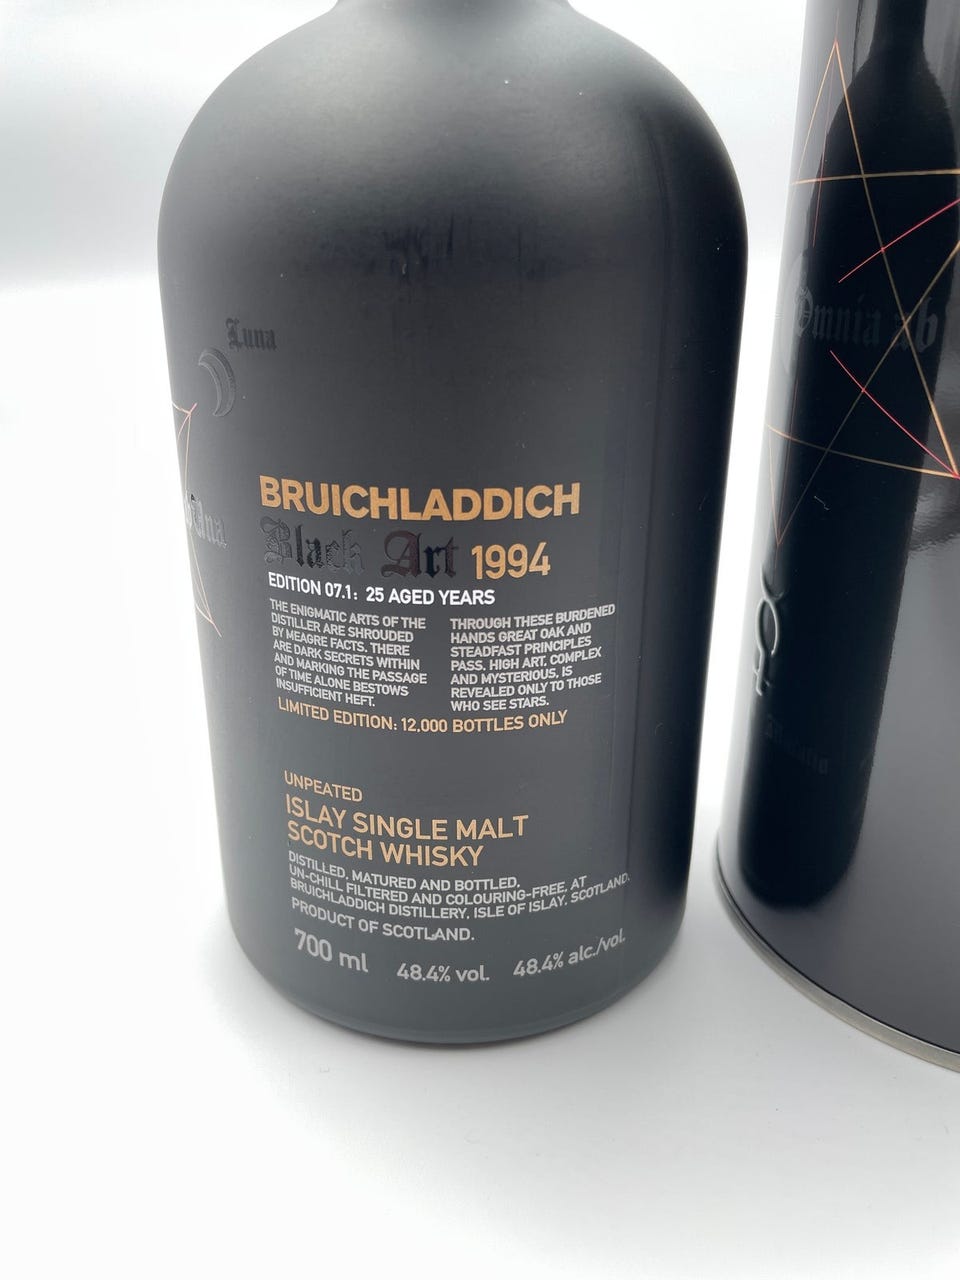 Luna
BRUICHLADDICH
Black Art 1994
EDITION 07.1: 25 AGED YEARS
THE ENIGMATIC ARTS OF THE
DISTILLER ARE SHROUDED
BY MEAGRE FACTS. THERE
ARE DARK SECRETS WITHIN
AND MARKING THE PASSAGE
OF TIME ALONE BESTOWS
INSUFFICIENT HEFT.
THROUGH THESE BURDENED
HANDS GREAT OAK AND
STEADFAST PRINCIPLES
PASS. HIGH ART, COMPLEX
AND MYSTERIOUS, IS
REVEALED ONLY TO THOSE
WHO SEE STARS.
LIMITED EDITION: 12,000 BOTTLES ONLY
UNPEATED
ISLAY SINGLE MALT
SCOTCH WHISKY
DISTILLED, MATURED AND BOTTLED,
UN-CHILL FILTERED AND COLOURING-FREE, AT
BRUICHLADDICH DISTILLERY, ISLE OF ISLAY, SCOTLAND.
PRODUCT OF SCOTLAND.
700 ml 48.4% vol. 48.4% alc./vol.
Omnia ab